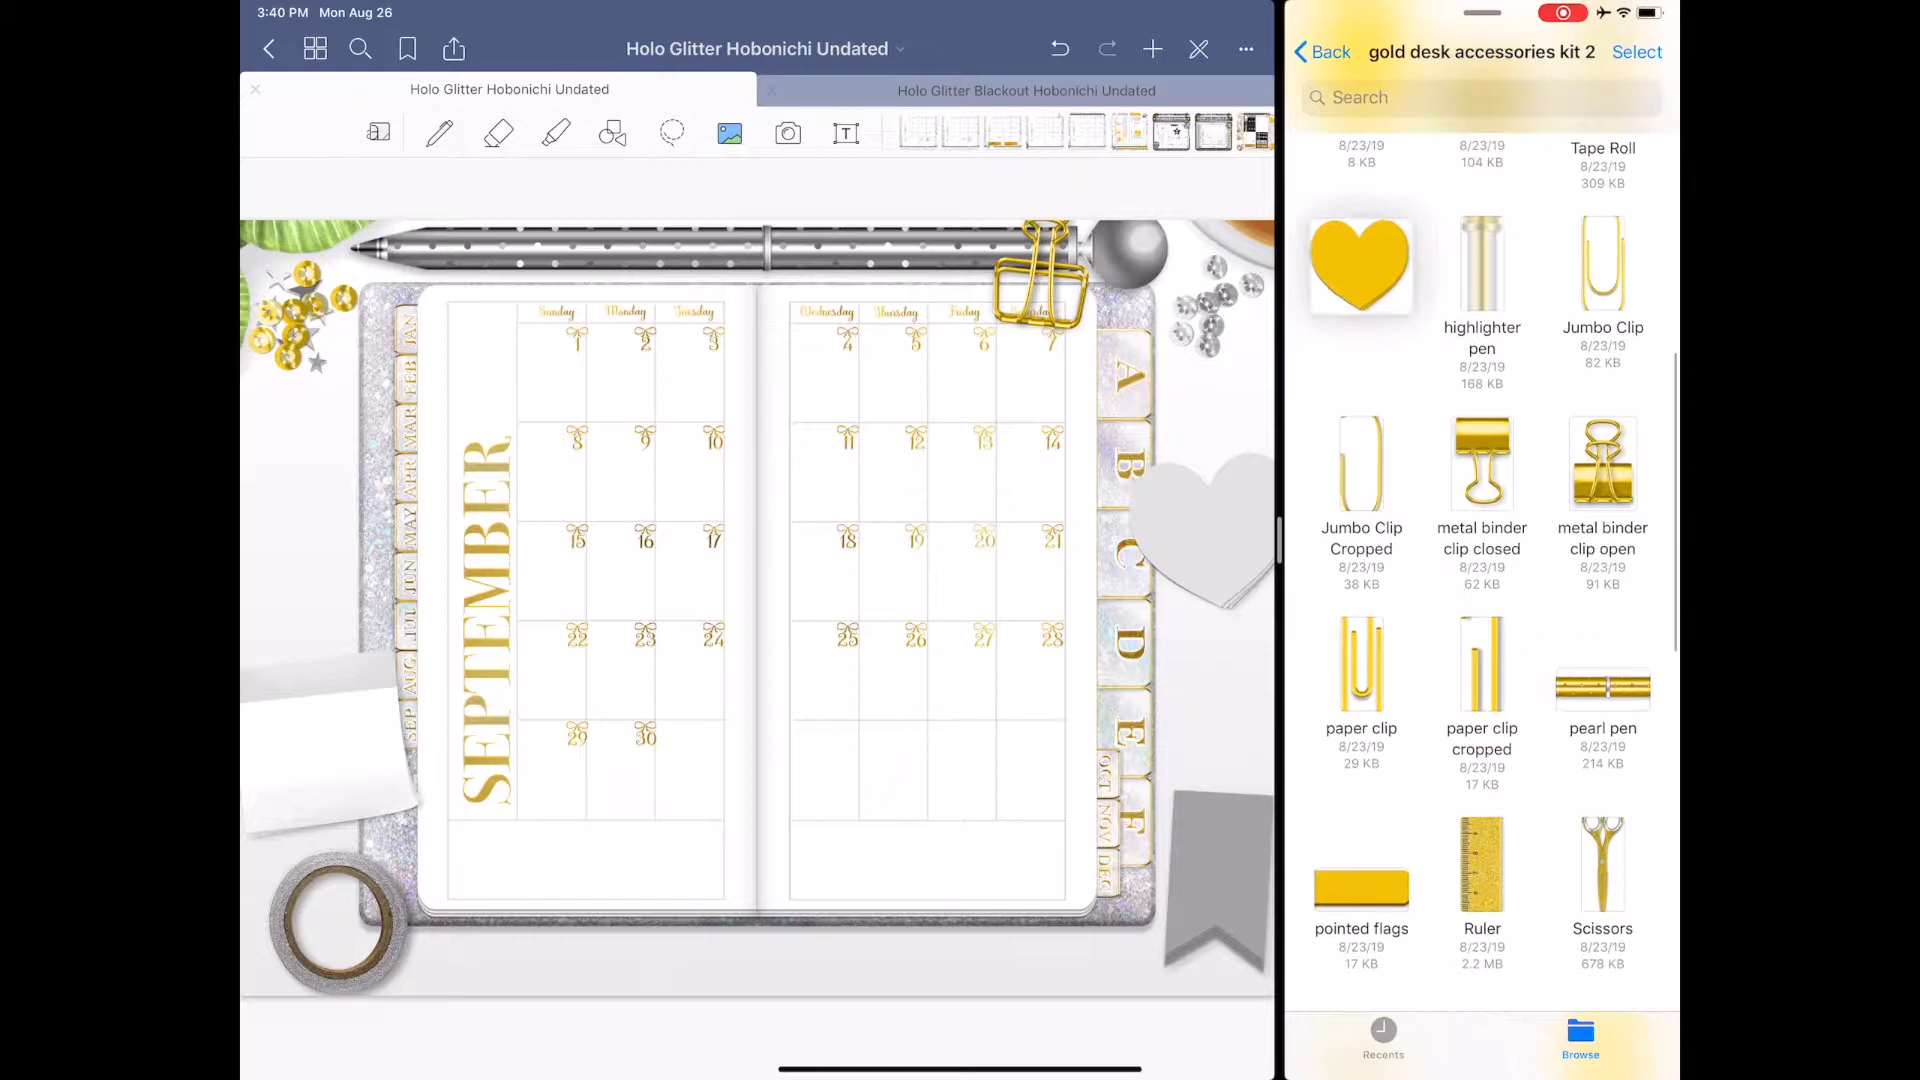 3:40 PM Mon Aug 26
Holo Glitter Hobonichi Undated
Holo Glitter Hobonichi Undated
Holo Glitter Blackout Hobonichi Undated
T
Sunday Monday Tuesday
Wednesday Thursday Friday
1 2 3 4 5 6 7
8 9 10 11 12 13 14
15 16 17 18 19 20 21
22 23 24 25 26 27 28
29 30
SEPTEMBER
JAN
FEB
MAR
APR
MAY
JUN
JUL
AUG
SEP
A
B
C
D
E
F
OCT
NOV
DEC
Back
gold desk accessories kit 2
Select
Search
8/23/19
8 KB
8/23/19
104 KB
Tape Roll
8/23/19
309 KB
highlighter
pen
8/23/19
168 KB
Jumbo Clip
8/23/19
82 KB
Jumbo Clip
Cropped
8/23/19
38 KB
metal binder
clip closed
8/23/19
62 KB
metal binder
clip open
8/23/19
91 KB
paper clip
8/23/19
29 KB
paper clip
cropped
8/23/19
17 KB
pearl pen
8/23/19
214 KB
pointed flags
8/23/19
17 KB
Ruler
8/23/19
2.2 MB
Scissors
8/23/19
678 KB
Recents
Browse